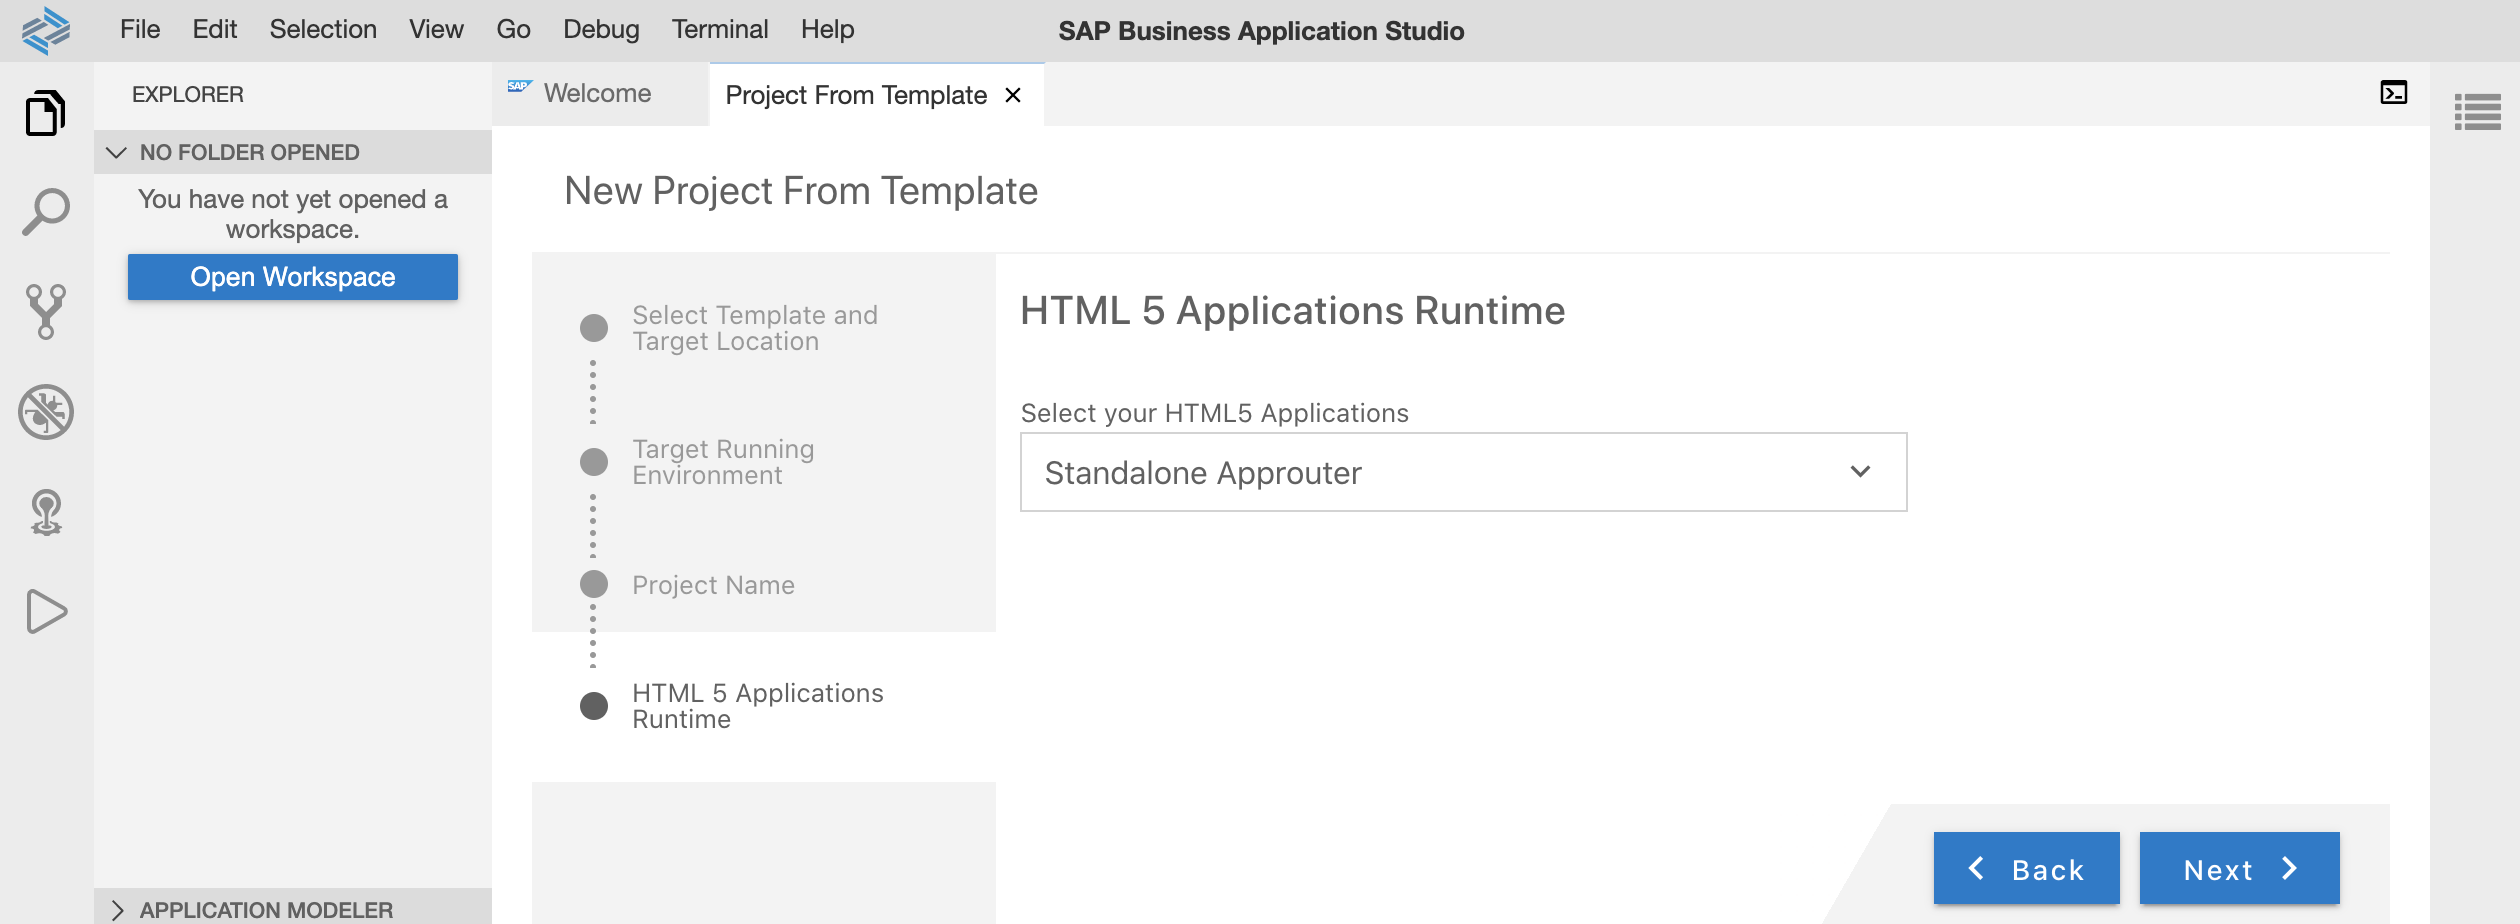 File Edit Selection View Go Debug Terminal Help
SAP Business Application Studio
EXPLORER
NO FOLDER OPENED
You have not yet opened a
workspace.
Open Workspace
APPLICATION MODELER
SAP Welcome
Project From Template
New Project From Template
Select Template and
Target Location
Target Running
Environment
Project Name
HTML 5 Applications
Runtime
HTML 5 Applications Runtime
Select your HTML5 Applications
Standalone Approuter
Back
Next